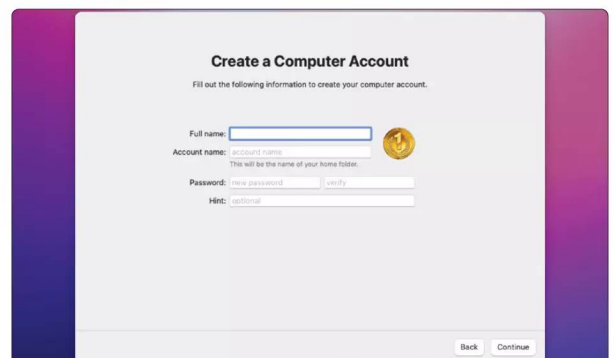 Create a Computer Account
Fill out the following information to create your computer account.
Full name:
Account name: account name
This will be the name of your home folder.
Password: new password verify
Hint: optional
Back Continue